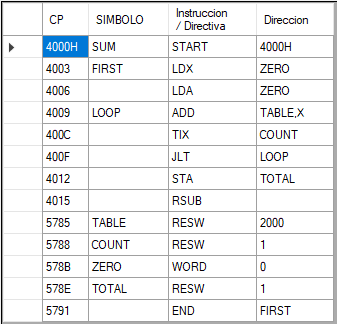 CP SIMBOLO Instruccion / Directiva Direccion
4000H SUM START 4000H
4003 FIRST LDX ZERO
4006 LDA ZERO
4009 LOOP ADD TABLE,X
400C TIX COUNT
400F JLT LOOP
4012 STA TOTAL
4015 RSUB
5785 TABLE RESW 2000
5788 COUNT RESW 1
578B ZERO WORD 0
578E TOTAL RESW 1
5791 END FIRST